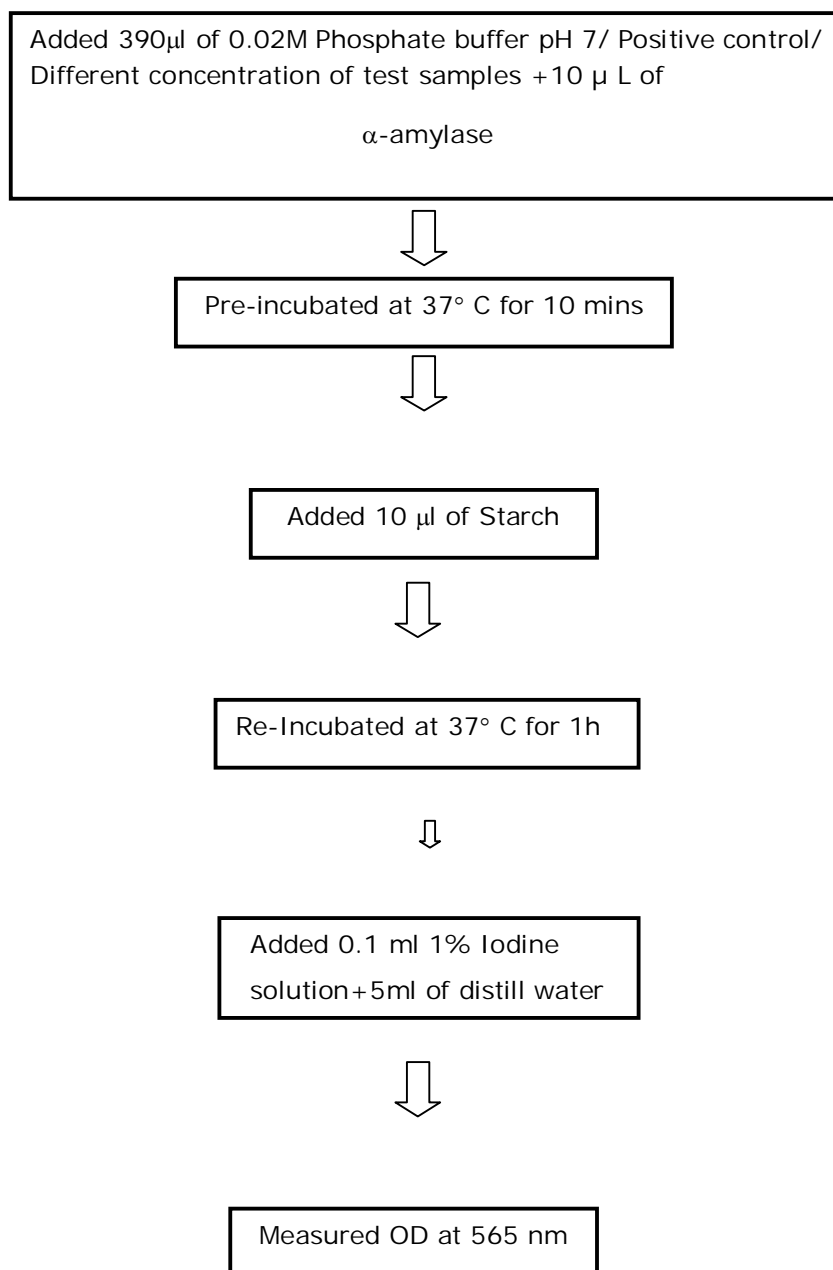 Added 390μl of 0.02M Phosphate buffer pH 7/ Positive control/
Different concentration of test samples +10 μ L of
α-amylase
Pre-incubated at 37° C for 10 mins
Added 10 μl of Starch
Re-Incubated at 37° C for 1h
Added 0.1 ml 1% Iodine
solution+5ml of distill water
Measured OD at 565 nm